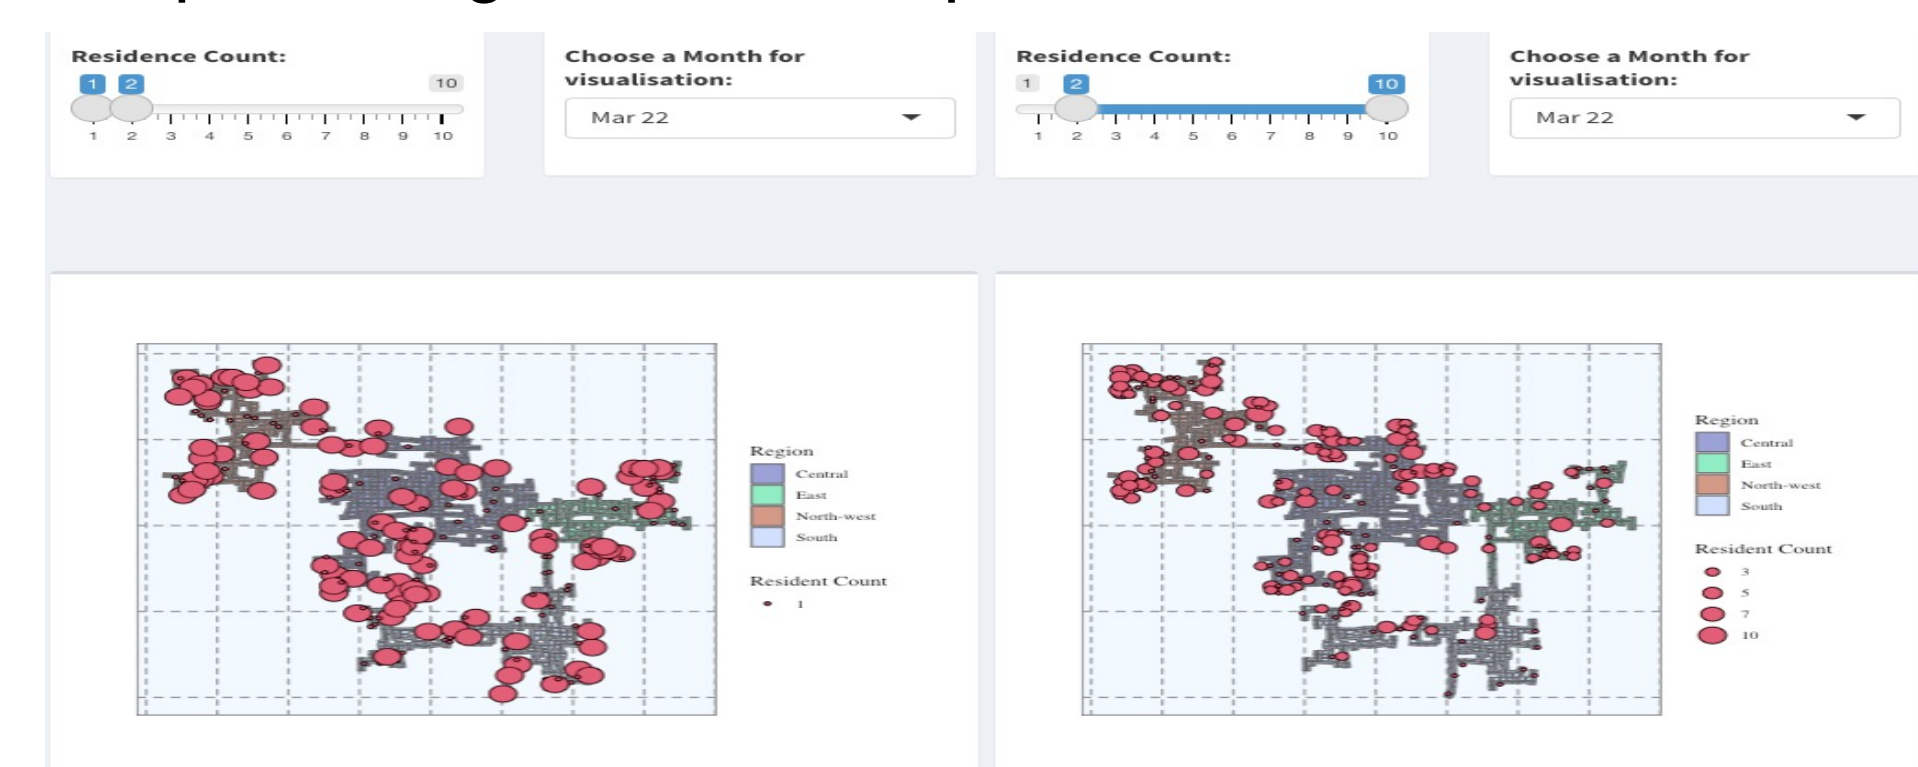 Residence Count:
1 2 10
1 2 3 4 5 6 7 8 9 10
Choose a Month for
visualisation:
Mar 22
Residence Count:
1 2 10
1 2 3 4 5 6 7 8 9 10
Choose a Month for
visualisation:
Mar 22
Region
Central
East
North-west
South
Resident Count
1
Region
Central
East
North-west
South
Resident Count
3
5
7
10